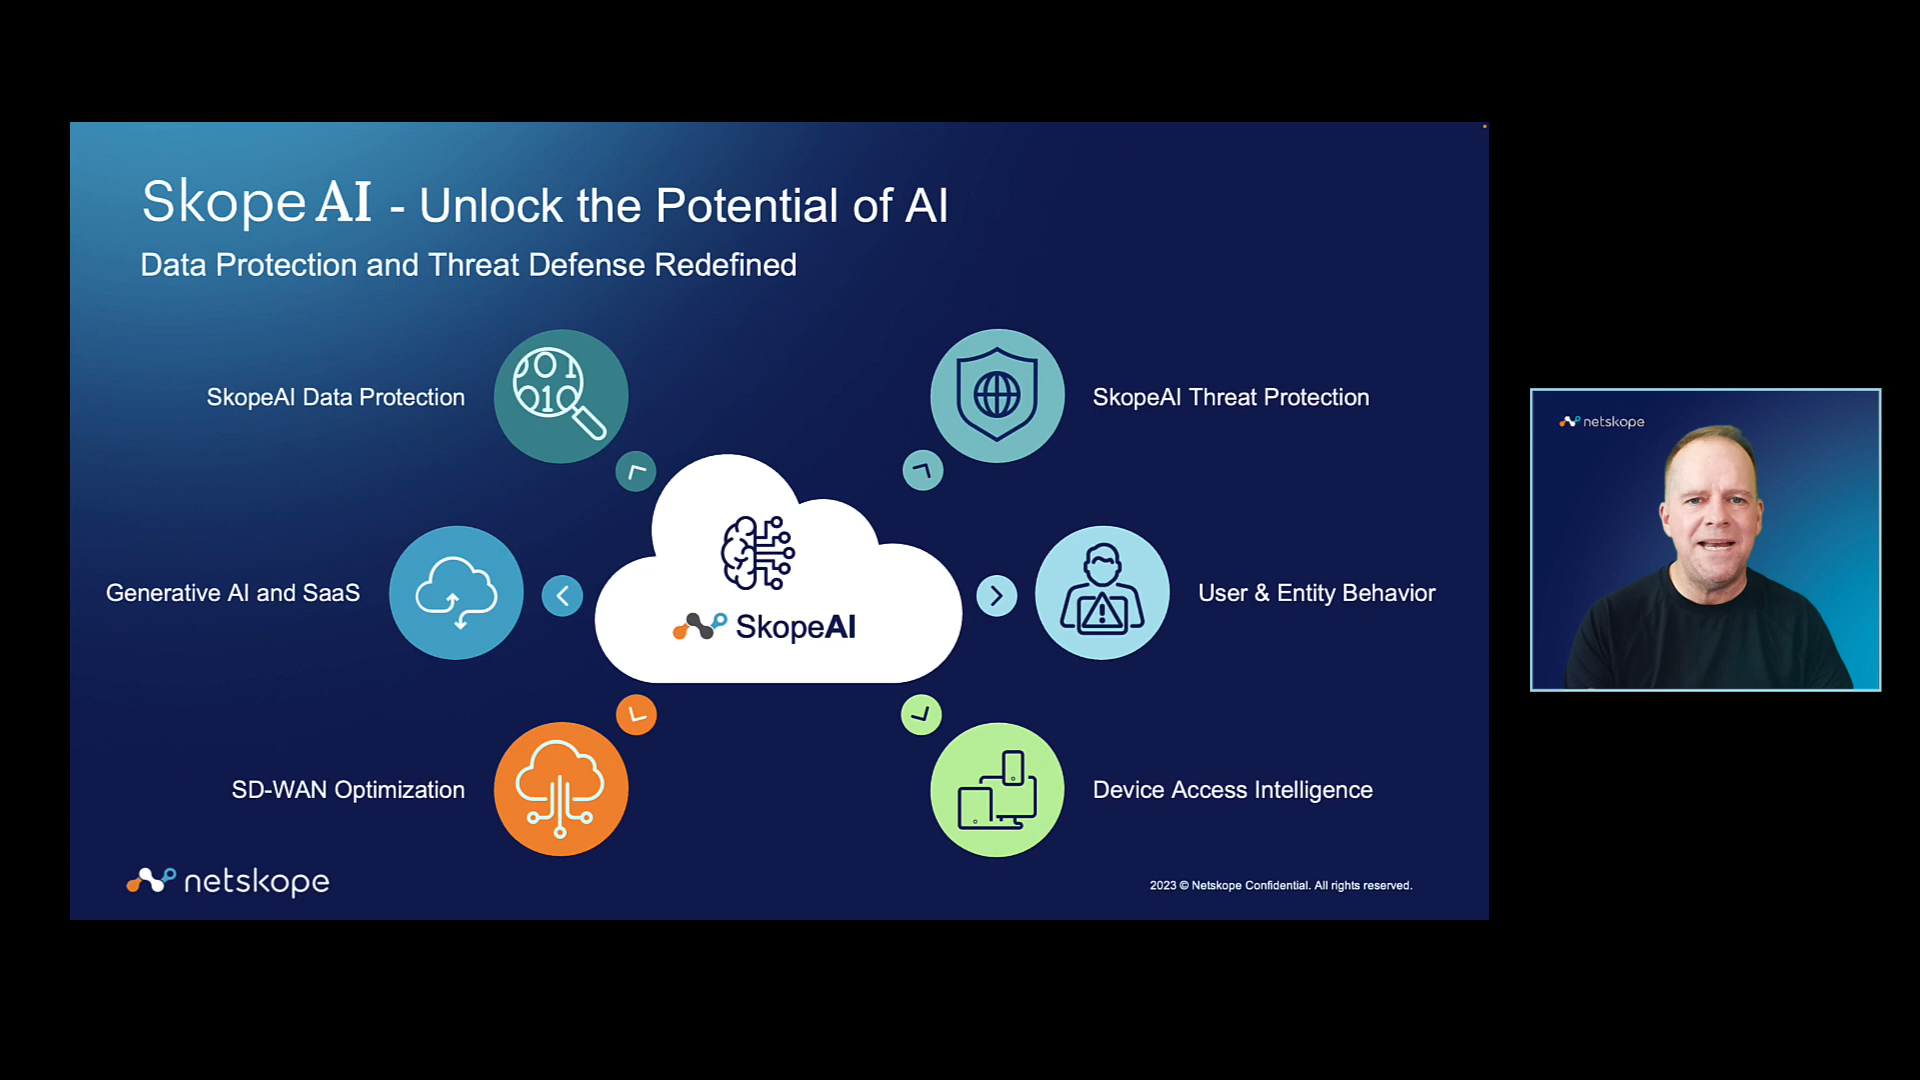 SkopeAI - Unlock the Potential of AI
Data Protection and Threat Defense Redefined
SkopeAI Data Protection
SkopeAI Threat Protection
Generative AI and SaaS
SkopeAI
User & Entity Behavior
SD-WAN Optimization
Device Access Intelligence
netskope
2023 © Netskope Confidential. All rights reserved.
netskope